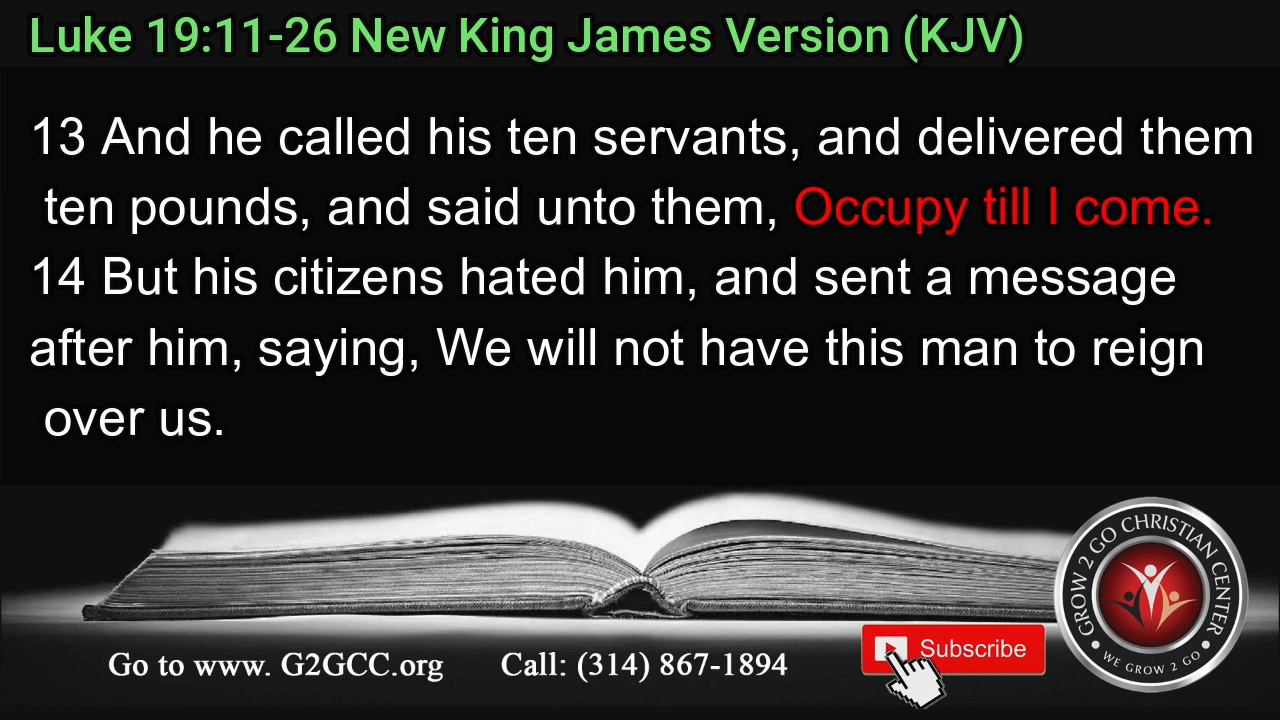 Luke 19:11-26 New King James Version (KJV)
13 And he called his ten servants, and delivered them
ten pounds, and said unto them, Occupy till I come.
14 But his citizens hated him, and sent a message
after him, saying, We will not have this man to reign
over us.
GROW 2 GO CHRISTIAN CENTER
WE GROW 2 GO
Subscribe
Go to www. G2GCC.org Call: (314) 867-1894